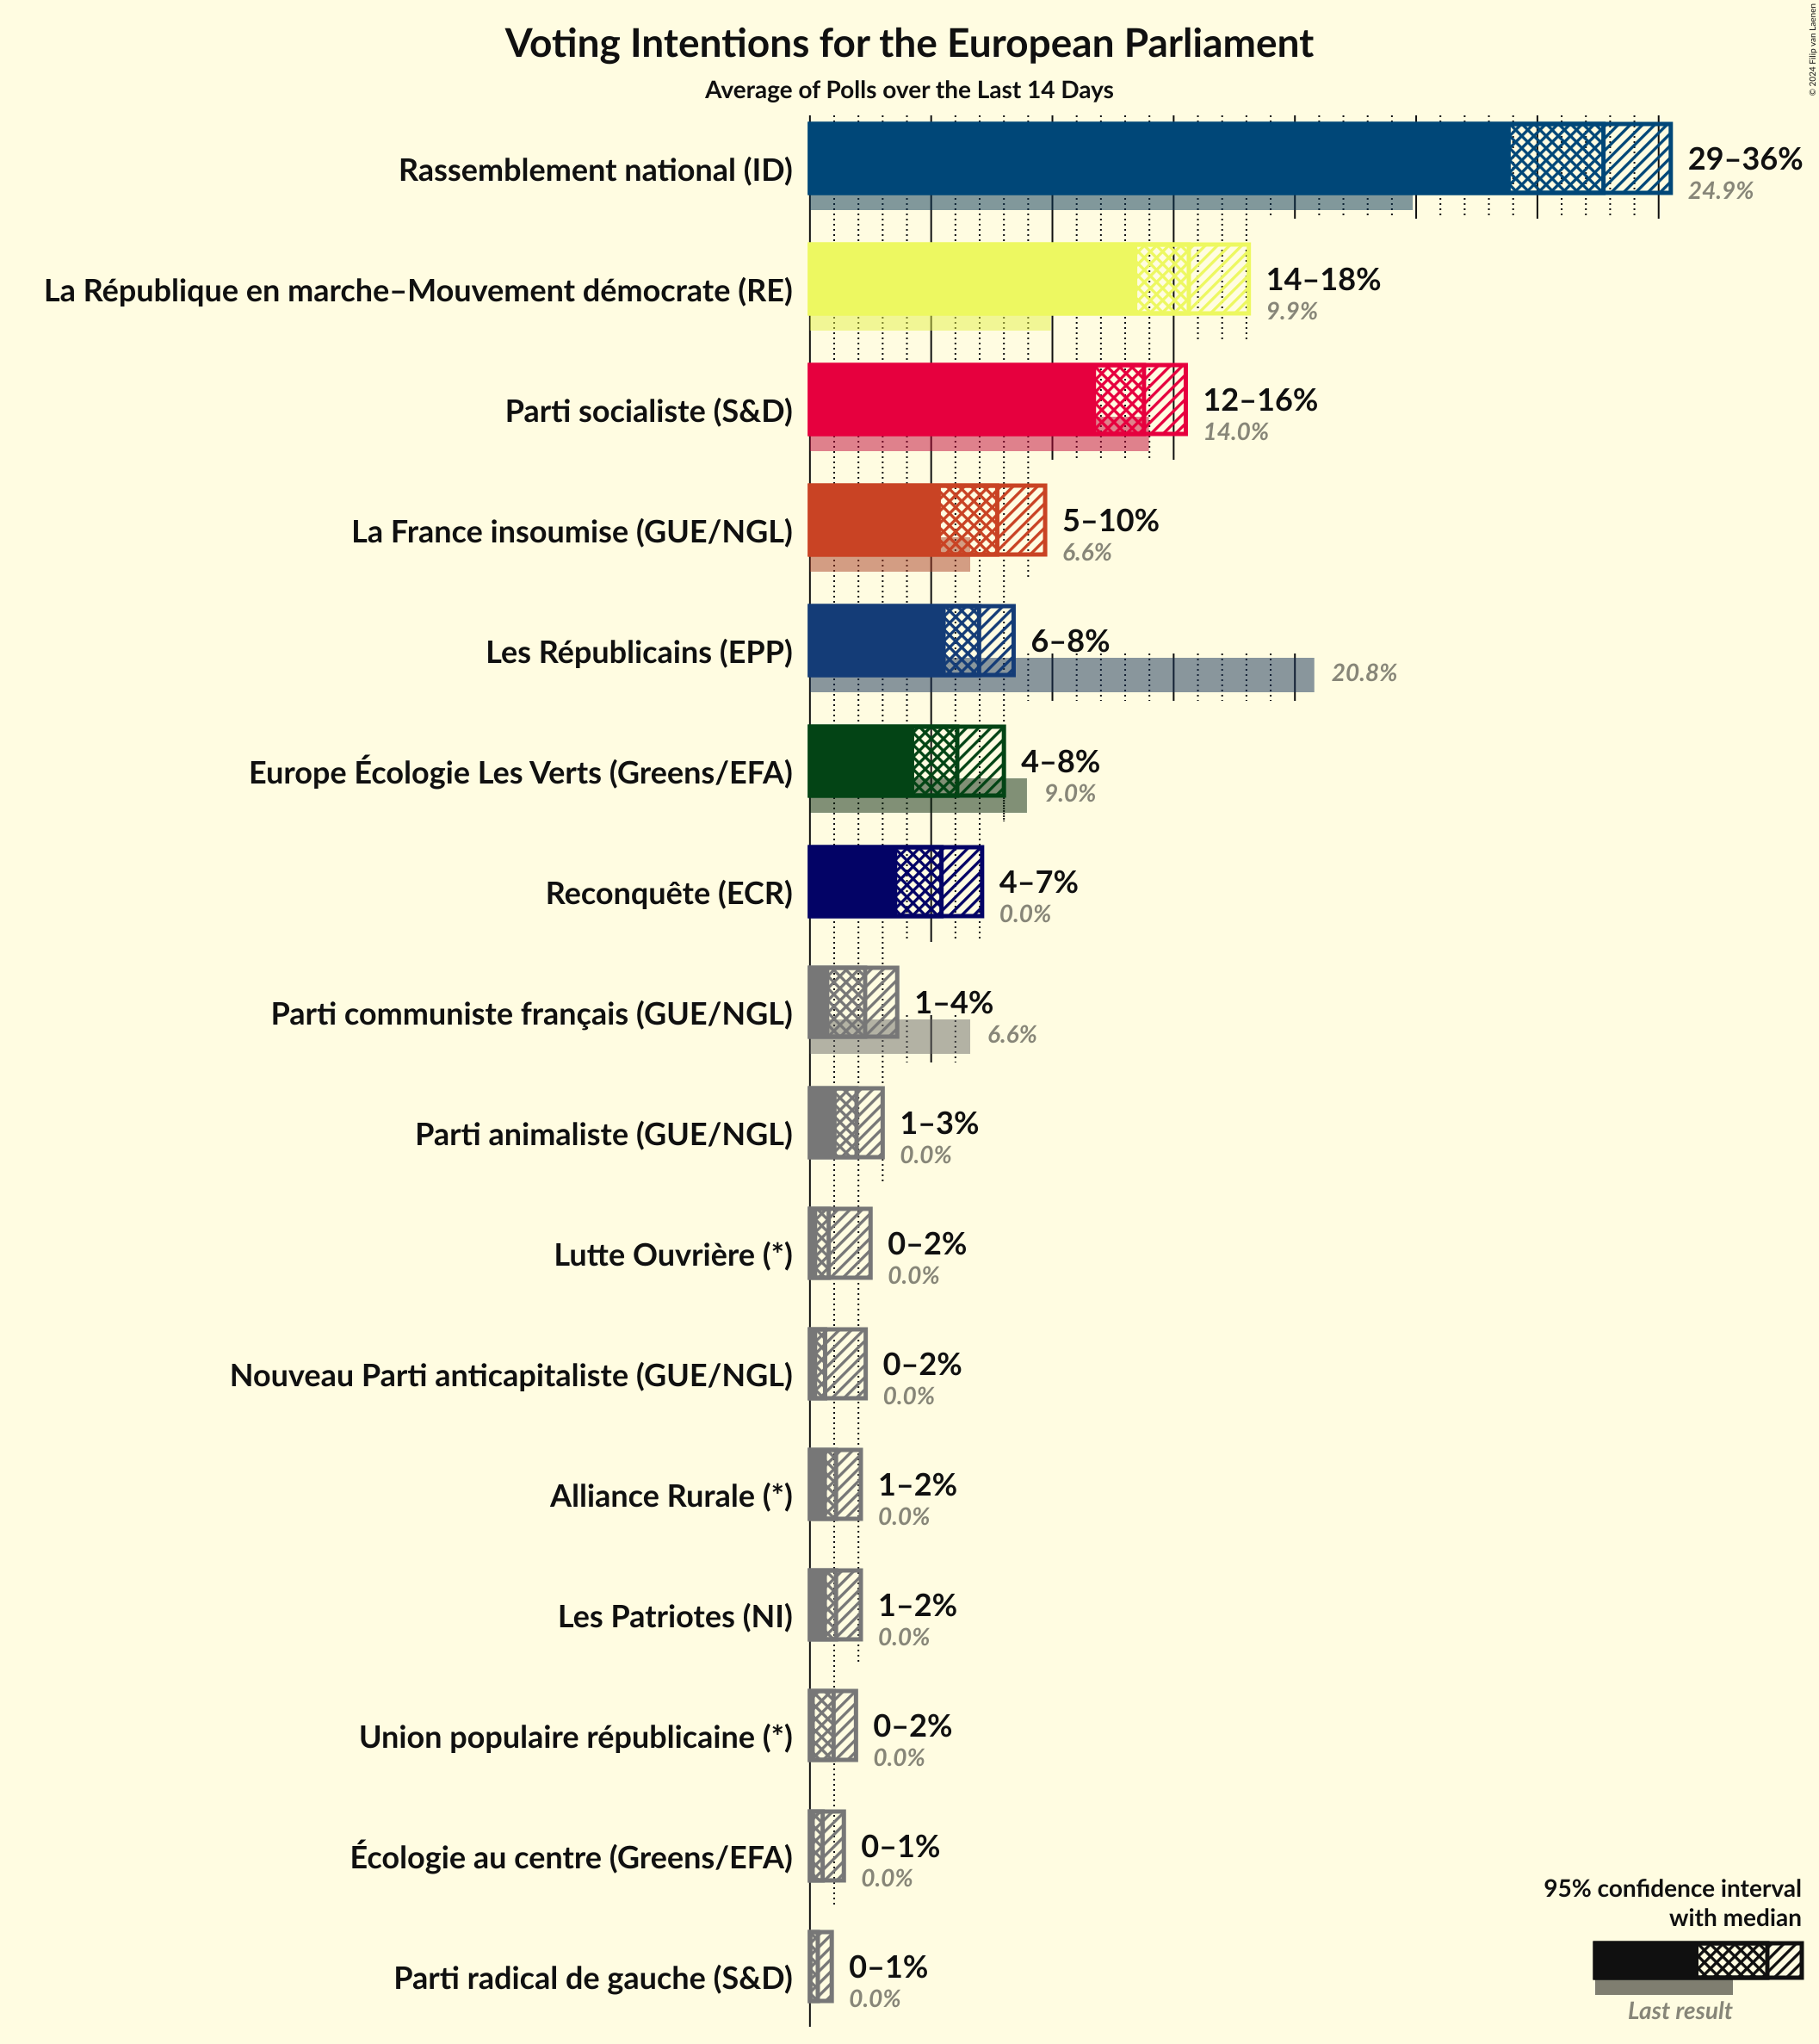 © 2024 Filip van Laenen
Voting Intentions for the European Parliament
Average of Polls over the Last 14 Days
Rassemblement national (ID)
29–36%
24.9%
La République en marche–Mouvement démocrate (RE)
14–18%
9.9%
Parti socialiste (S&D)
12–16%
14.0%
La France insoumise (GUE/NGL)
5–10%
6.6%
Les Républicains (EPP)
6–8%
20.8%
Europe Écologie Les Verts (Greens/EFA)
4–8%
9.0%
Reconquête (ECR)
4–7%
0.0%
Parti communiste français (GUE/NGL)
1–4%
6.6%
Parti animaliste (GUE/NGL)
1–3%
0.0%
Lutte Ouvrière (*)
0–2%
0.0%
Nouveau Parti anticapitaliste (GUE/NGL)
0–2%
0.0%
Alliance Rurale (*)
1–2%
0.0%
Les Patriotes (NI)
1–2%
0.0%
Union populaire républicaine (*)
0–2%
0.0%
Écologie au centre (Greens/EFA)
0–1%
0.0%
Parti radical de gauche (S&D)
0–1%
0.0%
95% confidence interval
with median
Last result